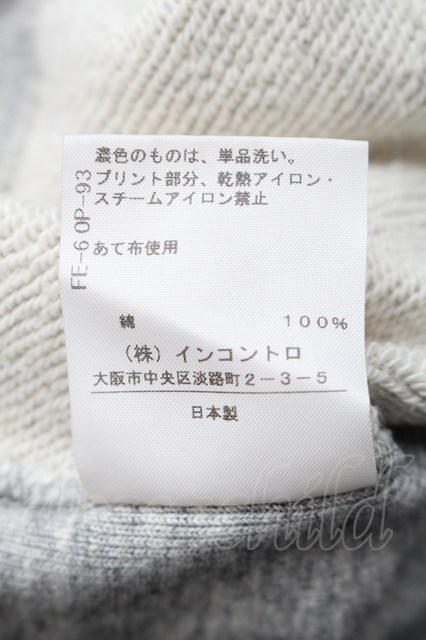 濃色のものは、単品洗い。
プリント部分、乾熱アイロン・
スチームアイロン禁止
あて布使用
FE-6 0P-93
綿 100%
（株）インコントロ
大阪市中央区淡路町2-3-5
日本製